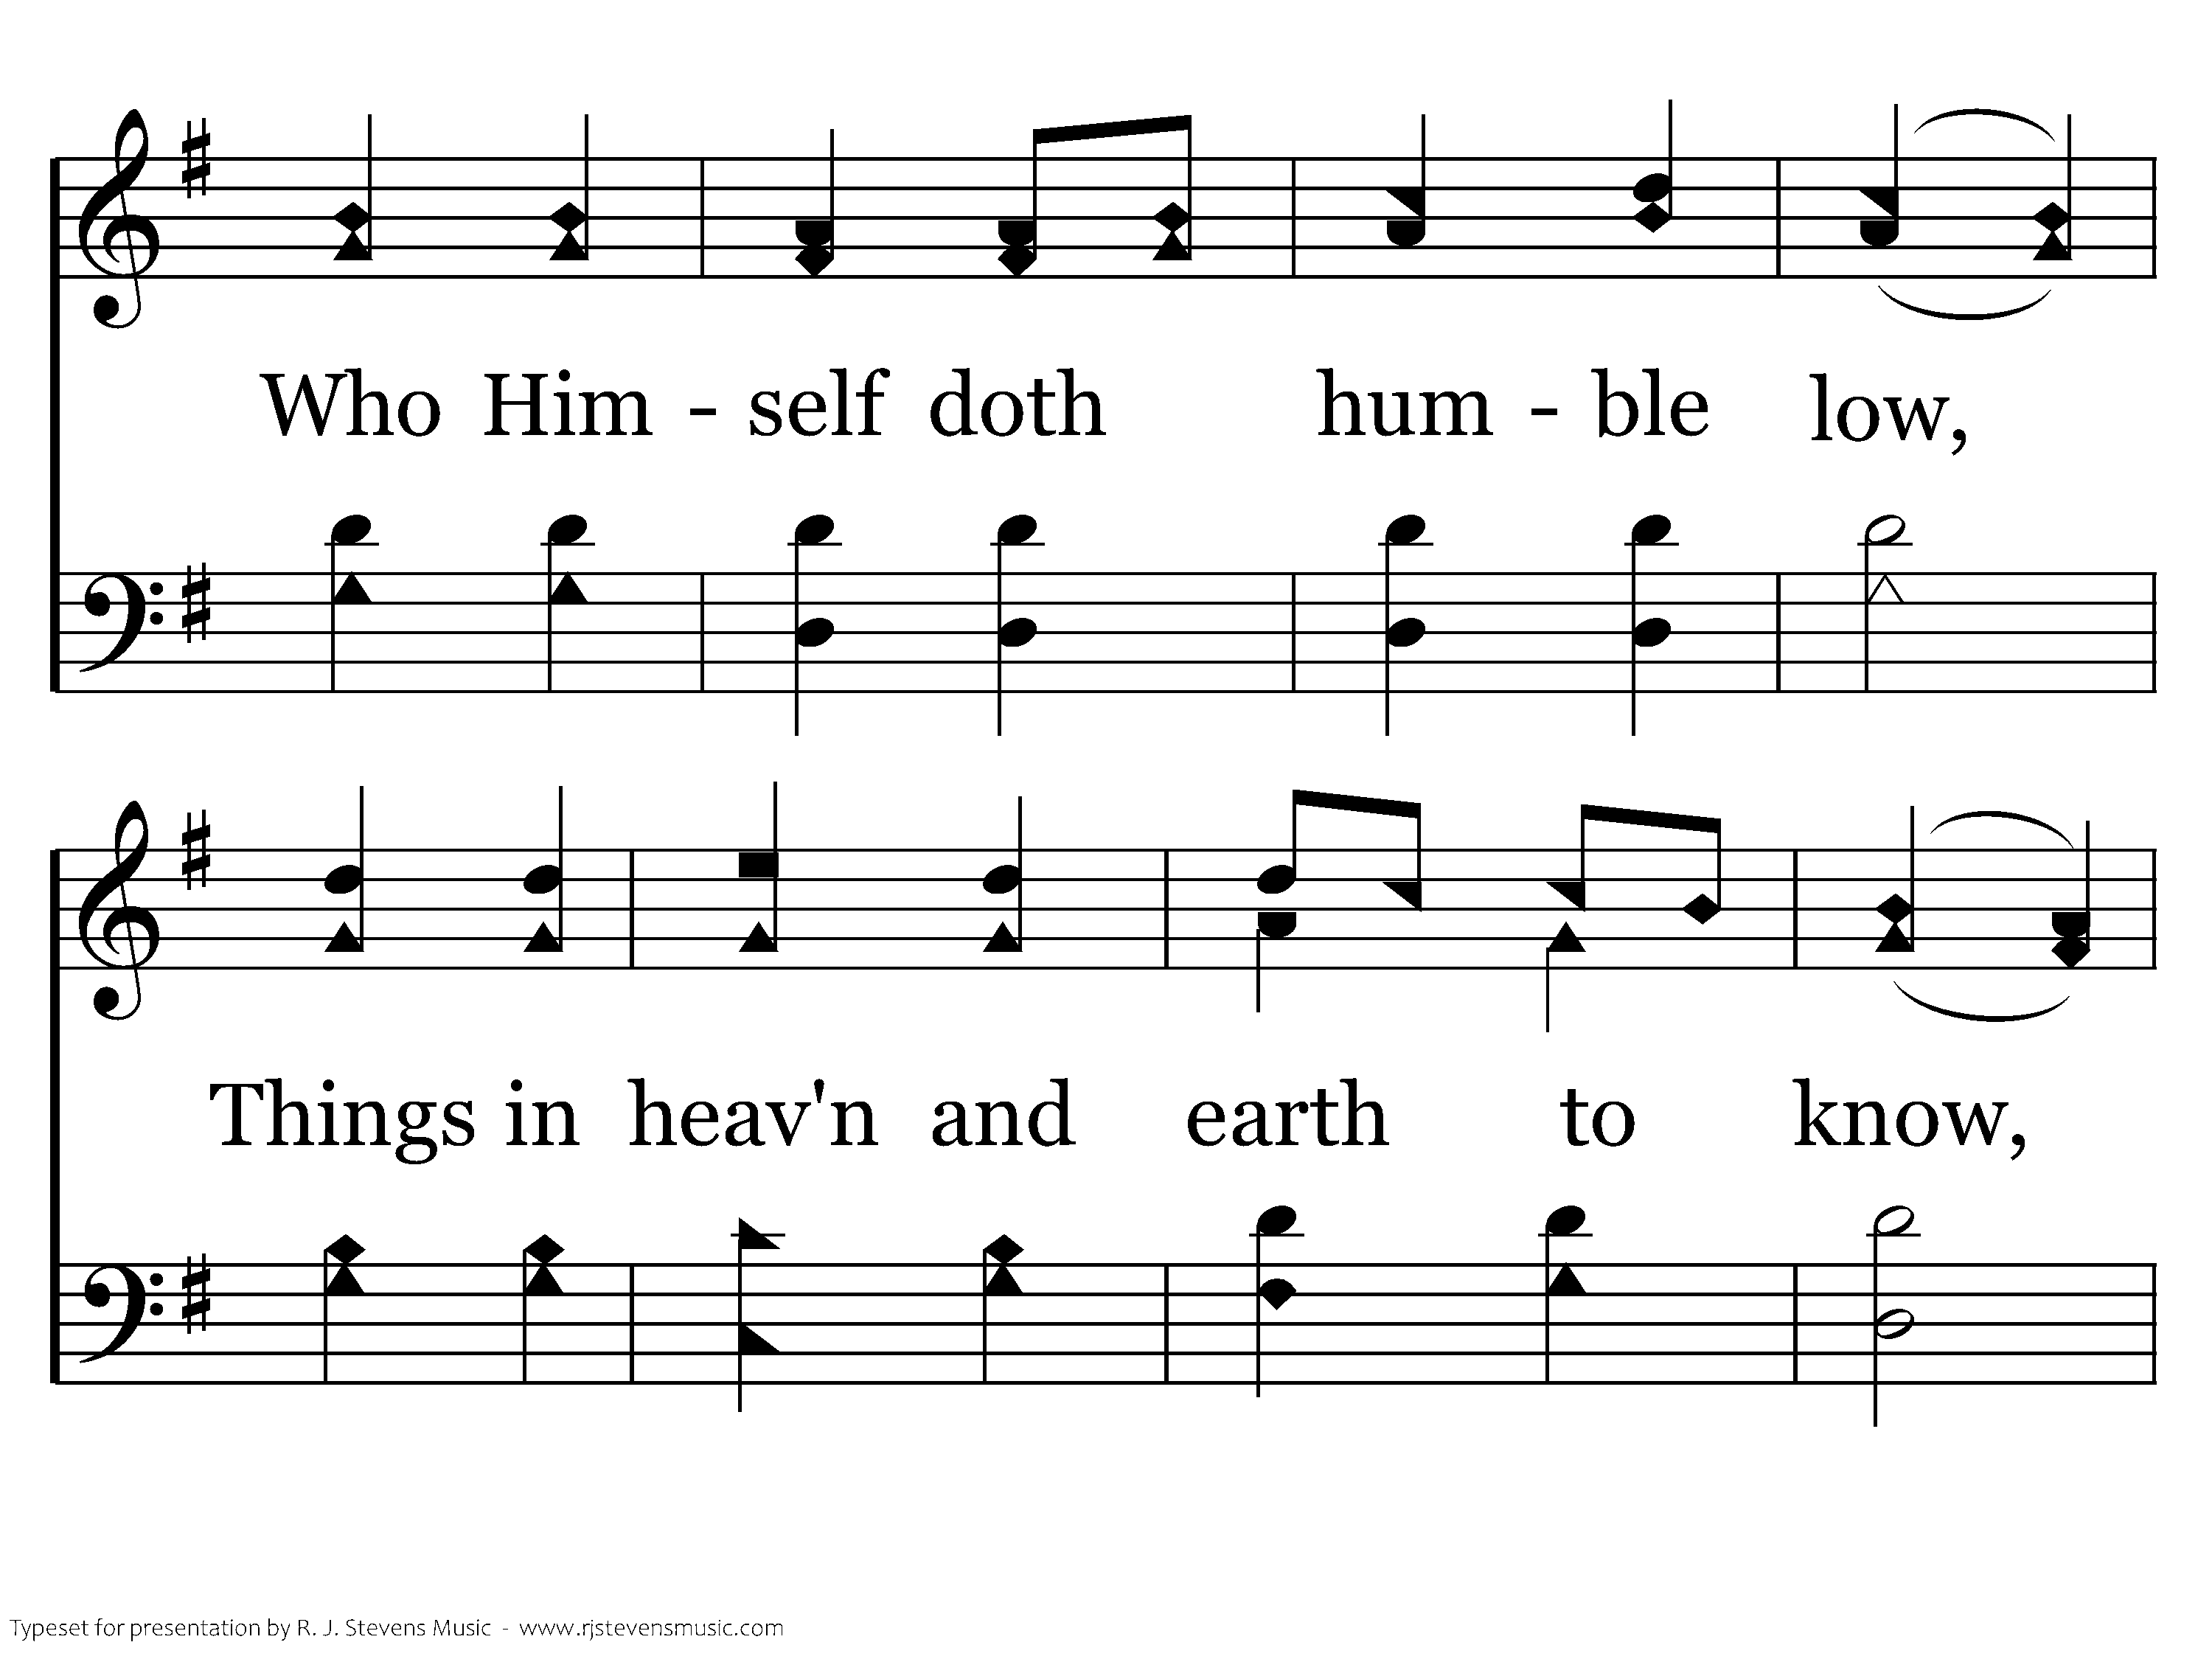 Who Him - self doth hum - ble low,
Things in heav'n and earth to know,
Typeset for presentation by R. J. Stevens Music - www.rjstevensmusic.com